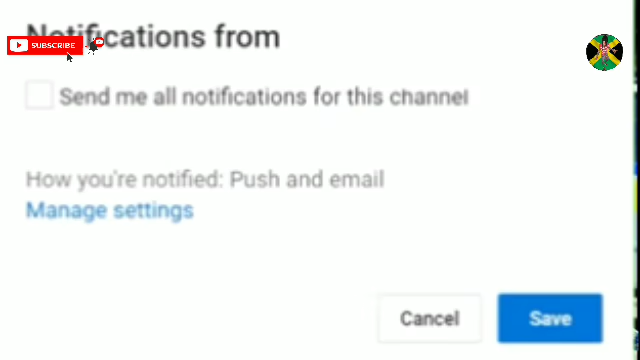 Notifications from
SUBSCRIBE
Send me all notifications for this channel
How you're notified: Push and email
Manage settings
Cancel
Save